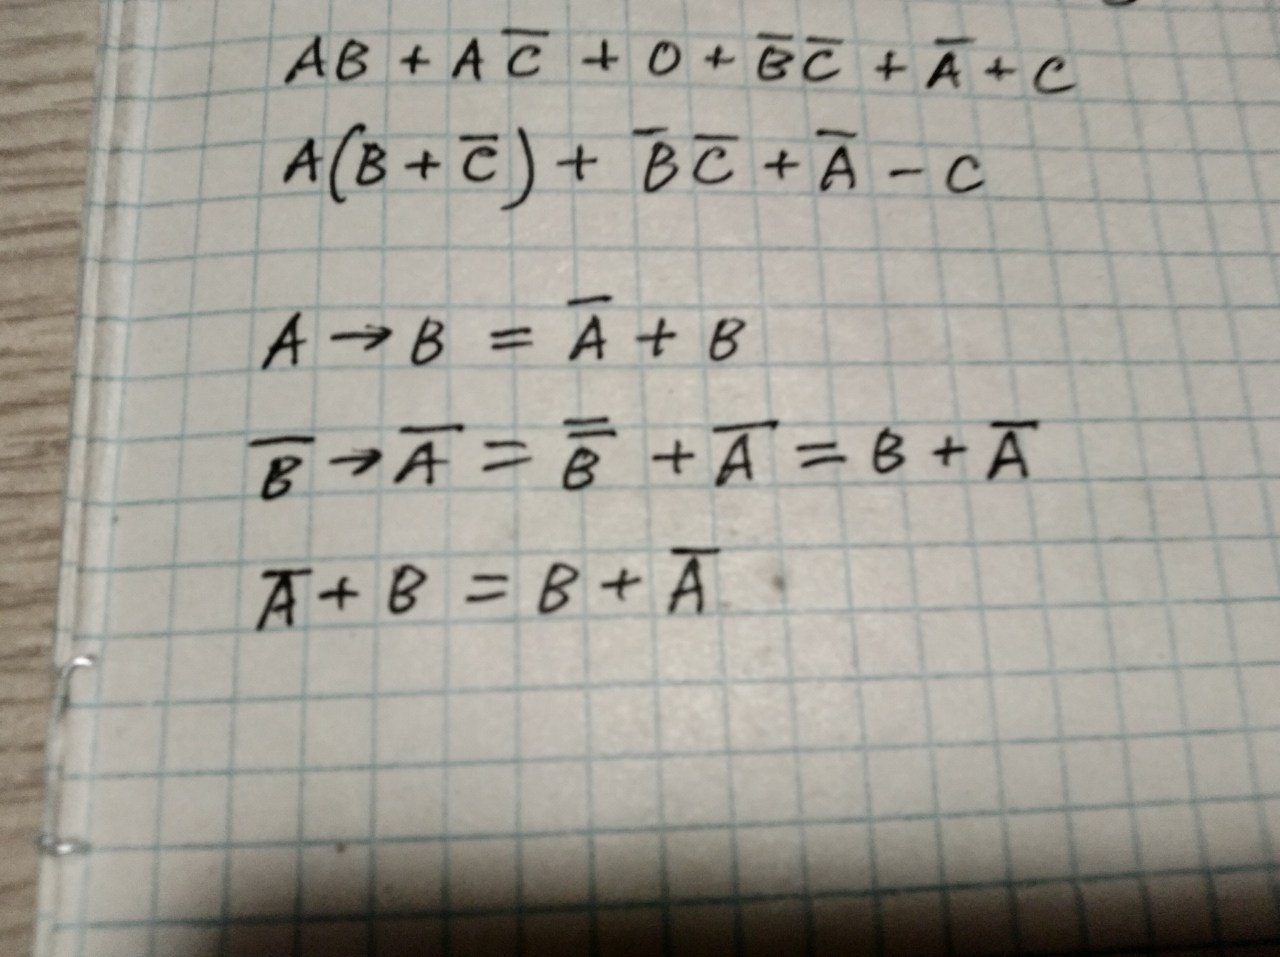 AB + AC̅ + 0 + B̅C̅ + A̅ + C
A(B + C̅) + B̅C̅ + A̅ - C
A → B = A̅ + B
B̅ → A̅ = B̿ + A̅ = B + A̅
A̅ + B = B + A̅